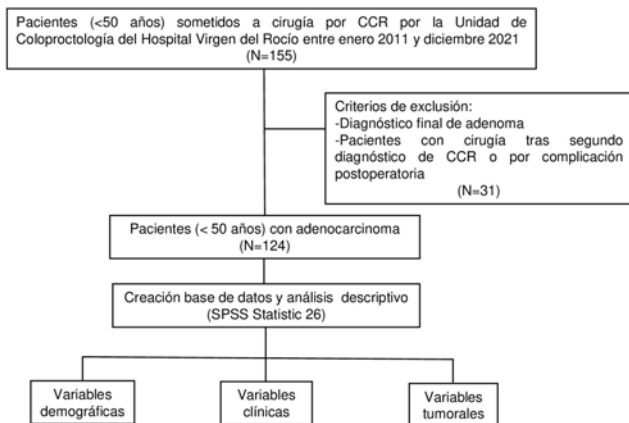 Pacientes (<50 años) sometidos a cirugía por CCR por la Unidad de
Coloproctología del Hospital Virgen del Rocío entre enero 2011 y diciembre 2021
(N=155)
Criterios de exclusión:
-Diagnóstico final de adenoma
-Pacientes con cirugía tras segundo
diagnóstico de CCR o por complicación
postoperatoria
(N=31)
Pacientes (< 50 años) con adenocarcinoma
(N=124)
Creación base de datos y análisis descriptivo
(SPSS Statistic 26)
Variables
demográficas
Variables
clínicas
Variables
tumorales